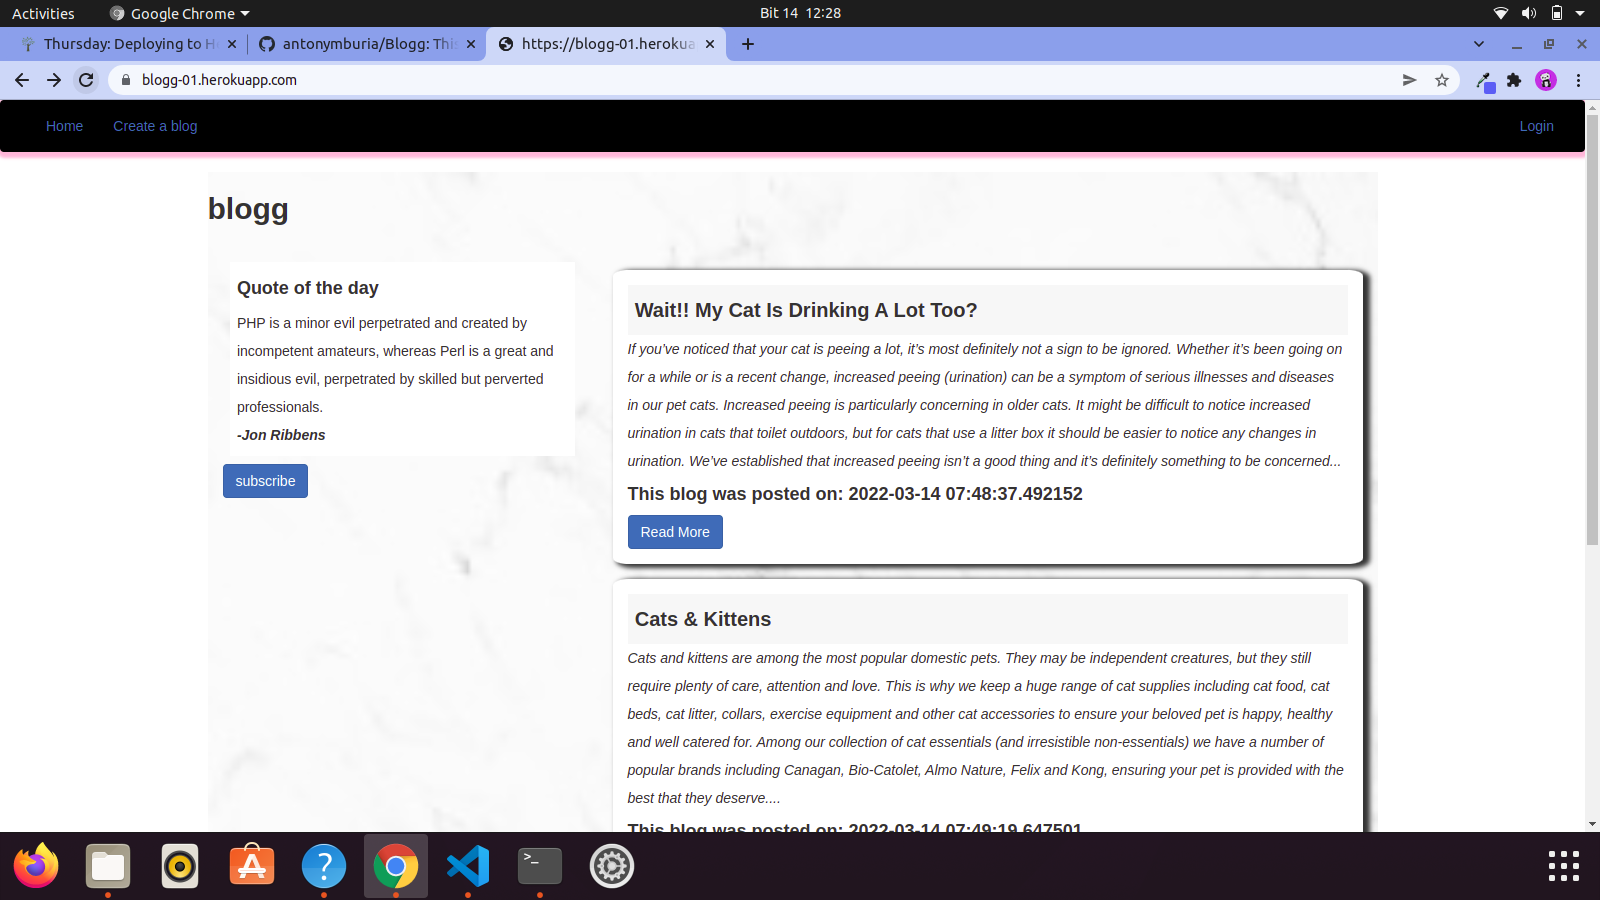 Activities
Google Chrome
Bit 14 12:28
Thursday: Deploying to H
antonymburia/Blogg: This
https://blogg-01.herokua
blogg-01.herokuapp.com
Home
Create a blog
Login
blogg
Quote of the day
PHP is a minor evil perpetrated and created by
incompetent amateurs, whereas Perl is a great and
insidious evil, perpetrated by skilled but perverted
professionals.
-Jon Ribbens
subscribe
Wait!! My Cat Is Drinking A Lot Too?
If you’ve noticed that your cat is peeing a lot, it’s most definitely not a sign to be ignored. Whether it’s been going on
for a while or is a recent change, increased peeing (urination) can be a symptom of serious illnesses and diseases
in our pet cats. Increased peeing is particularly concerning in older cats. It might be difficult to notice increased
urination in cats that toilet outdoors, but for cats that use a litter box it should be easier to notice any changes in
urination. We’ve established that increased peeing isn’t a good thing and it’s definitely something to be concerned...
This blog was posted on: 2022-03-14 07:48:37.492152
Read More
Cats & Kittens
Cats and kittens are among the most popular domestic pets. They may be independent creatures, but they still
require plenty of care, attention and love. This is why we keep a huge range of cat supplies including cat food, cat
beds, cat litter, collars, exercise equipment and other cat accessories to ensure your beloved pet is happy, healthy
and well catered for. Among our collection of cat essentials (and irresistible non-essentials) we have a number of
popular brands including Canagan, Bio-Catolet, Almo Nature, Felix and Kong, ensuring your pet is provided with the
best that they deserve....
This blog was posted on: 2022-03-14 07:49:19.647501